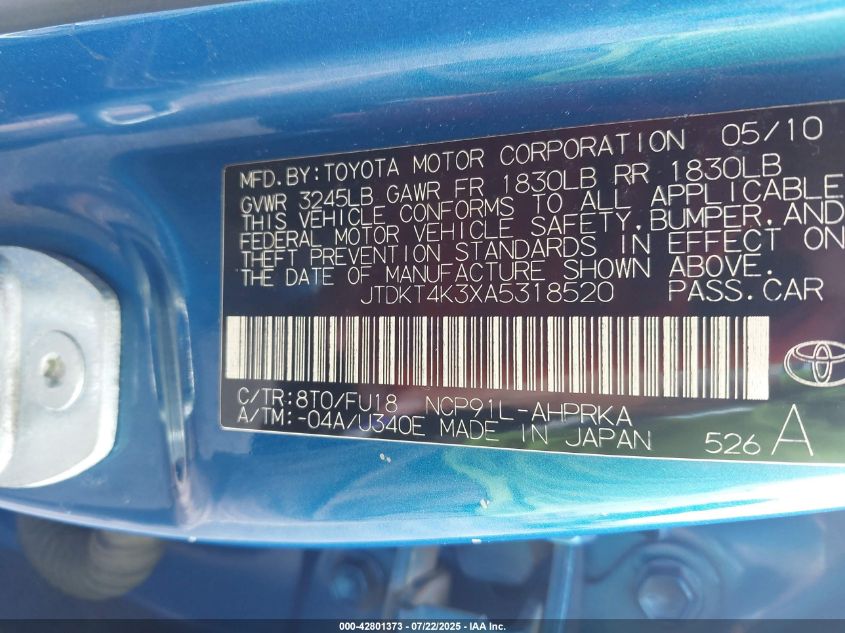 MFD.BY:TOYOTA MOTOR CORPORATION 05/10
GVWR 3245LB GAWR FR 1830LB RR 1830LB
THIS VEHICLE CONFORMS TO ALL APPLICABLE
FEDERAL MOTOR VEHICLE SAFETY,BUMPER,AND
THEFT PREVENTION STANDARDS IN EFFECT ON
THE DATE OF MANUFACTURE SHOWN ABOVE.
JTDKT4K3XA5318520 PASS.CAR
C/TR:8T0/FU18 NCP91L-AHPRKA
A/TM:-04A/U340E MADE IN JAPAN
526 A
000-42801373 - 07/22/2025 - IAA Inc.